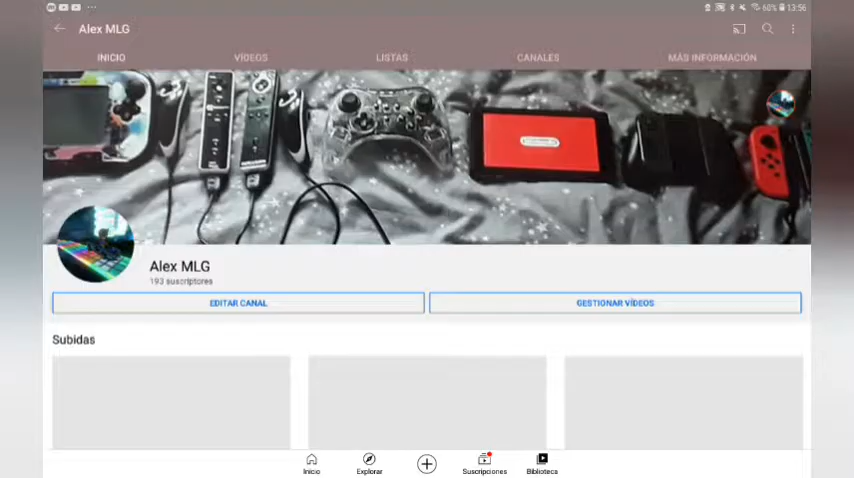 60% 13:56
Alex MLG
INICIO VÍDEOS LISTAS CANALES MÁS INFORMACIÓN
Alex MLG
193 suscriptores
EDITAR CANAL GESTIONAR VÍDEOS
Subidas
Inicio Explorar Suscripciones Biblioteca